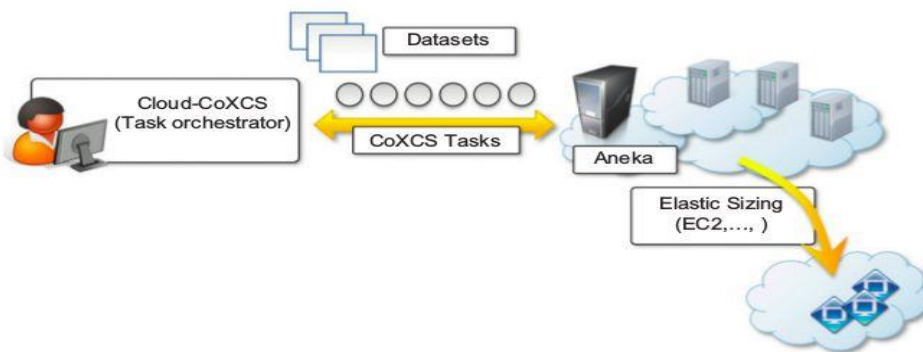 Datasets
Cloud-CoXCS
(Task orchestrator)
CoXCS Tasks
Aneka
Elastic Sizing
(EC2,..., )